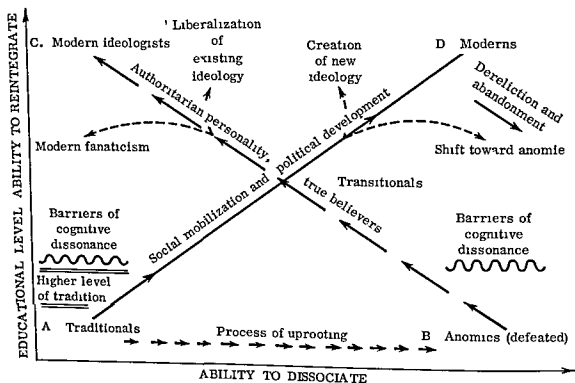 EDUCATIONAL LEVEL ABILITY TO REINTEGRATE
C. Modern ideologists
Liberalization
of
existing
ideology
Creation
of new
ideology
D Moderns
Dereliction and
abandonment
Authoritarian personality,
true believers
Social mobilization and political development
Modern fanaticism
Shift toward anomie
Transitionals
Barriers of
cognitive
dissonance
Higher level
of tradition
Barriers of
cognitive
dissonance
A Traditionals
Process of uprooting
B Anomics (defeated)
ABILITY TO DISSOCIATE